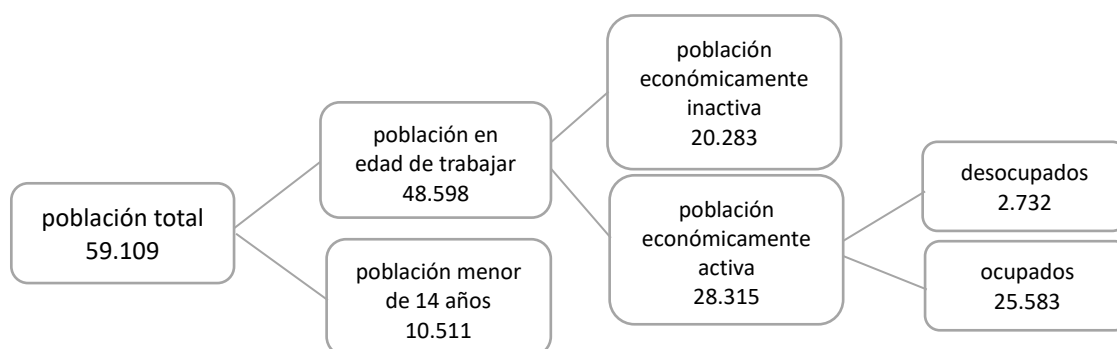 población total
59.109
población en
edad de trabajar
48.598
población menor
de 14 años
10.511
población
económicamente
inactiva
20.283
población
económicamente
activa
28.315
desocupados
2.732
ocupados
25.583